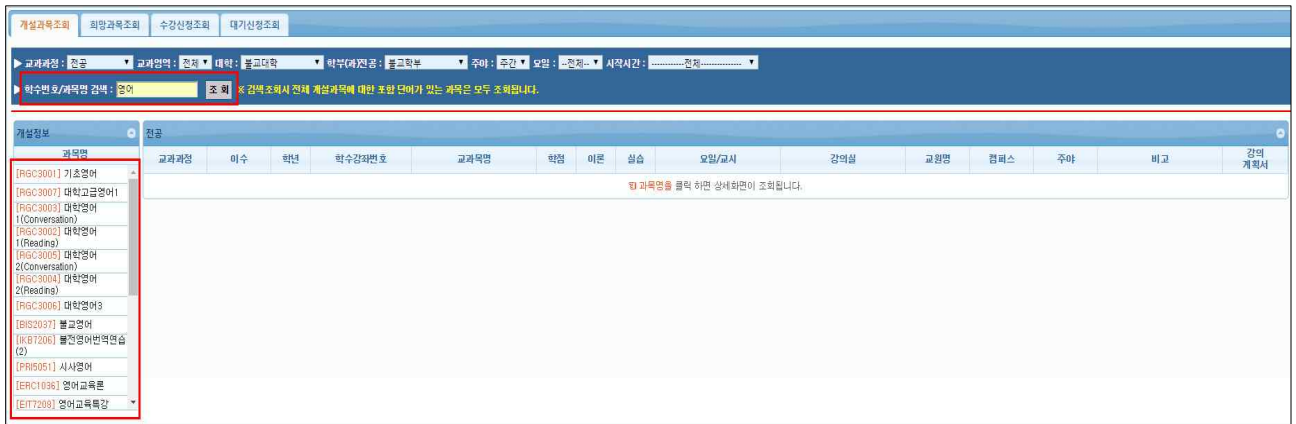 개설과목조회 희망과목조회 수강신청조회 대기신청조회
▶ 교과과정 : 전공 ▼ 교과영역 : 전체 ▼ 대학 : 불교대학 ▼ 학부(과)전공 : 불교학부 ▼ 주야 : 주간 ▼ 요일 : --전체-- ▼ 시작시간 : ------------전체--------------- ▼
▶ 학수번호/과목명 검색 : 영어 조 회 ※ 검색조회시 전체 개설과목에 대한 포함 단어가 있는 과목은 모두 조회됩니다.
개설정보 전공
과목명 교과과정 이수 학년 학수강좌번호 교과목명 학점 이론 실습 요일/교시 강의실 교원명 캠퍼스 주야 비고 강의
계획서
과목명을 클릭 하면 상세화면이 조회됩니다.
[RGC3001] 기초영어
[RGC3007] 대학고급영어1
[RGC3003] 대학영어
1(Conversation)
[RGC3002] 대학영어
1(Reading)
[RGC3005] 대학영어
2(Conversation)
[RGC3004] 대학영어
2(Reading)
[RGC3006] 대학영어3
[BIS2037] 불교영어
[IKB7206] 불전영어번역연습
(2)
[PRI5051] 시사영어
[ERC1036] 영어교육론
[EIT7209] 영어교육특강